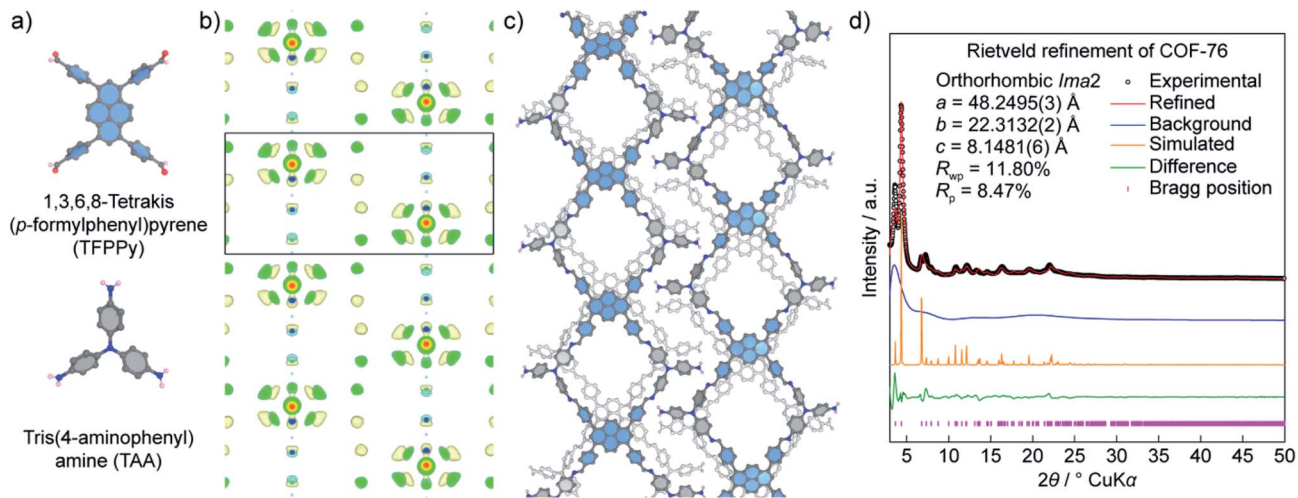 a)
1,3,6,8-Tetrakis
(p-formylphenyl)pyrene
(TFPPy)
Tris(4-aminophenyl)
amine (TAA)
b)
c)
d)
Rietveld refinement of COF-76
Orthorhombic Ima2
a = 48.2495(3) Å
b = 22.3132(2) Å
c = 8.1481(6) Å
Rwp = 11.80%
Rp = 8.47%
Experimental
Refined
Background
Simulated
Difference
Bragg position
Intensity / a.u.
5 10 15 20 25 30 35 40 45 50
2θ / ° CuKα